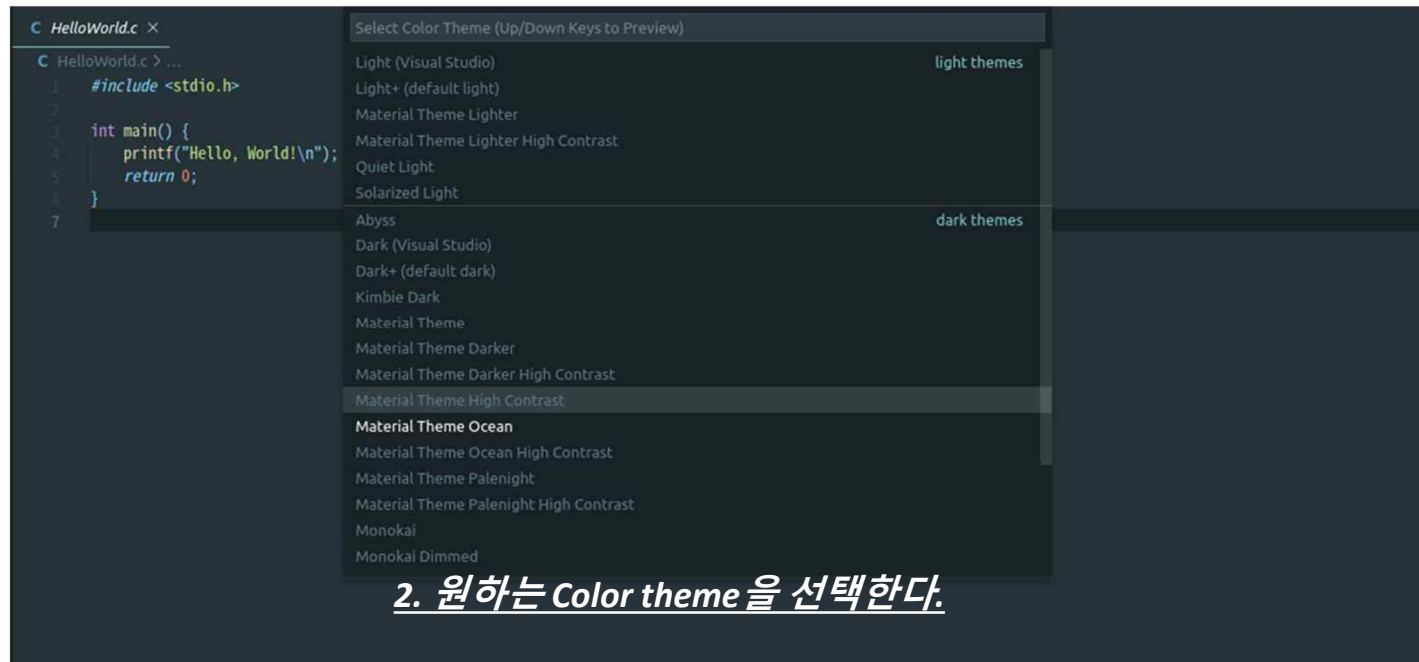 C HelloWorld.c ×
C HelloWorld.c > ...
1 #include <stdio.h>
2
3 int main() {
4 printf("Hello, World!\n");
5 return 0;
6 }
7
Select Color Theme (Up/Down Keys to Preview)
Light (Visual Studio) light themes
Light+ (default light)
Material Theme Lighter
Material Theme Lighter High Contrast
Quiet Light
Solarized Light
Abyss dark themes
Dark (Visual Studio)
Dark+ (default dark)
Kimbie Dark
Material Theme
Material Theme Darker
Material Theme Darker High Contrast
Material Theme High Contrast
Material Theme Ocean
Material Theme Ocean High Contrast
Material Theme Palenight
Material Theme Palenight High Contrast
Monokai
Monokai Dimmed
2. 원하는 Color theme을 선택한다.